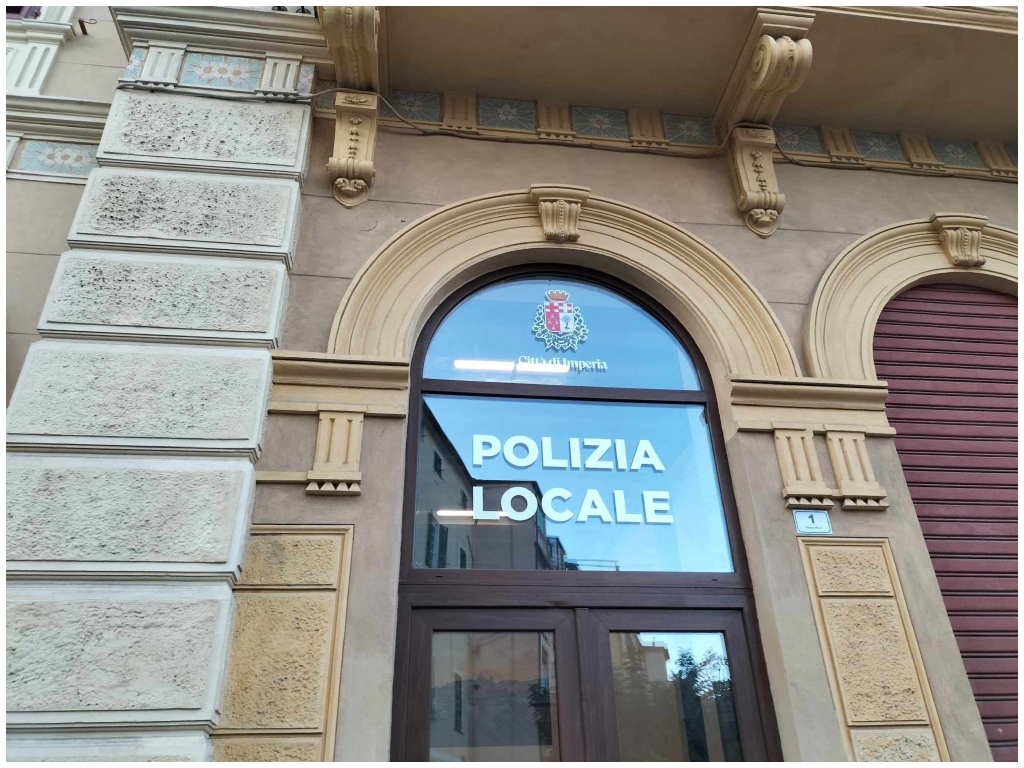 Città di Imperia
POLIZIA
LOCALE
1